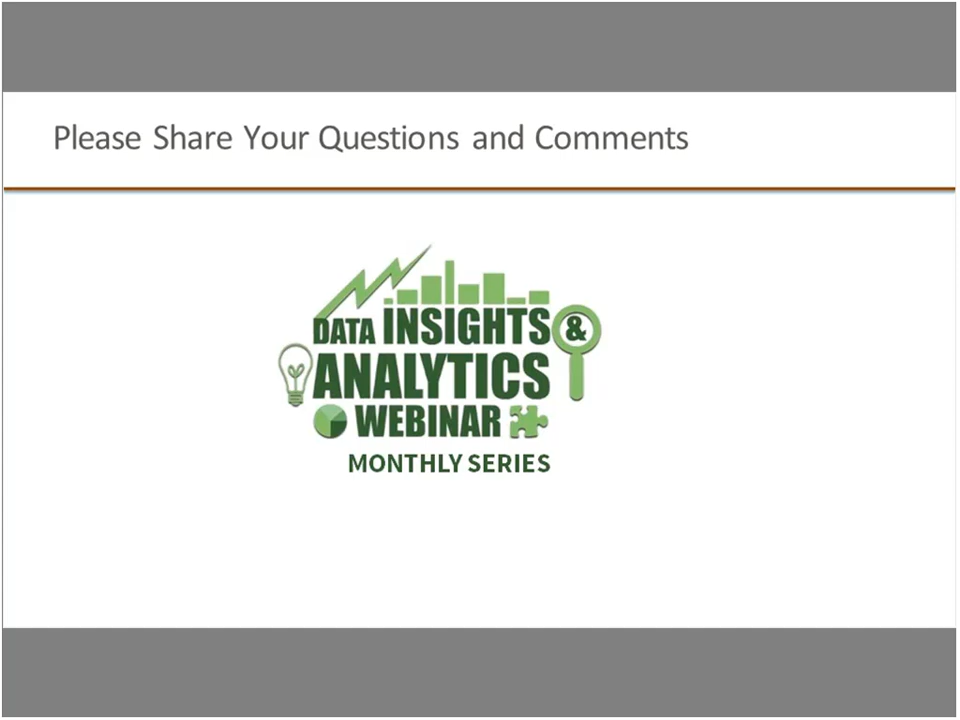 Please Share Your Questions and Comments
DATA INSIGHTS &
ANALYTICS
WEBINAR
MONTHLY SERIES